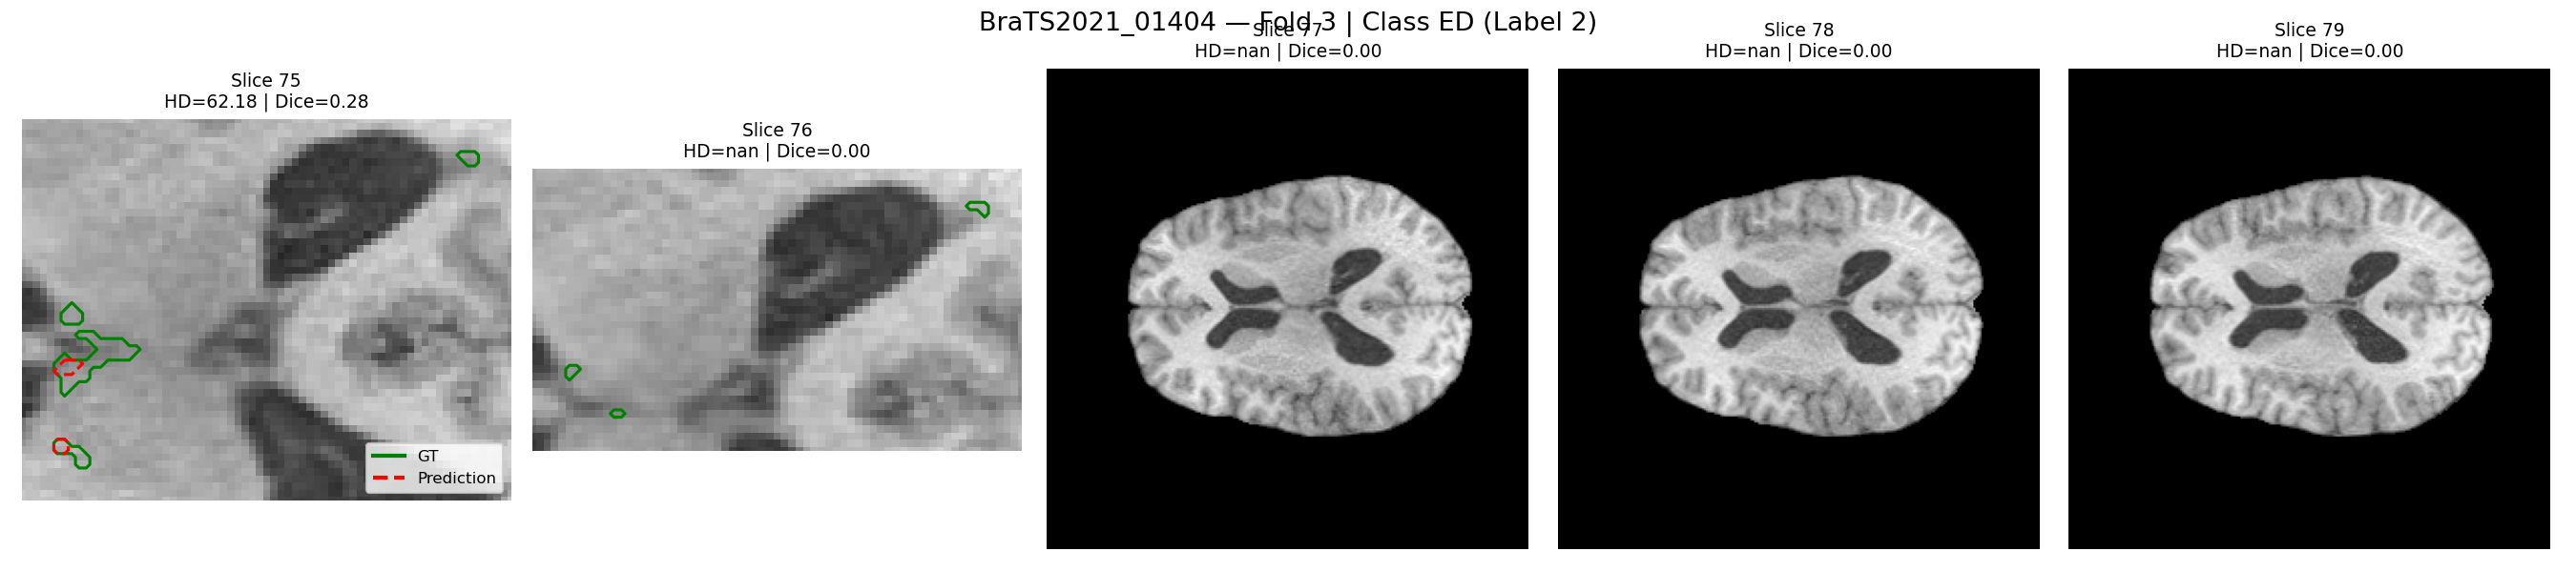 BraTS2021_01404 — Fold 3 | Class ED (Label 2)
Slice 75
HD=62.18 | Dice=0.28
GT
Prediction
Slice 76
HD=nan | Dice=0.00
Slice 77
HD=nan | Dice=0.00
Slice 78
HD=nan | Dice=0.00
Slice 79
HD=nan | Dice=0.00